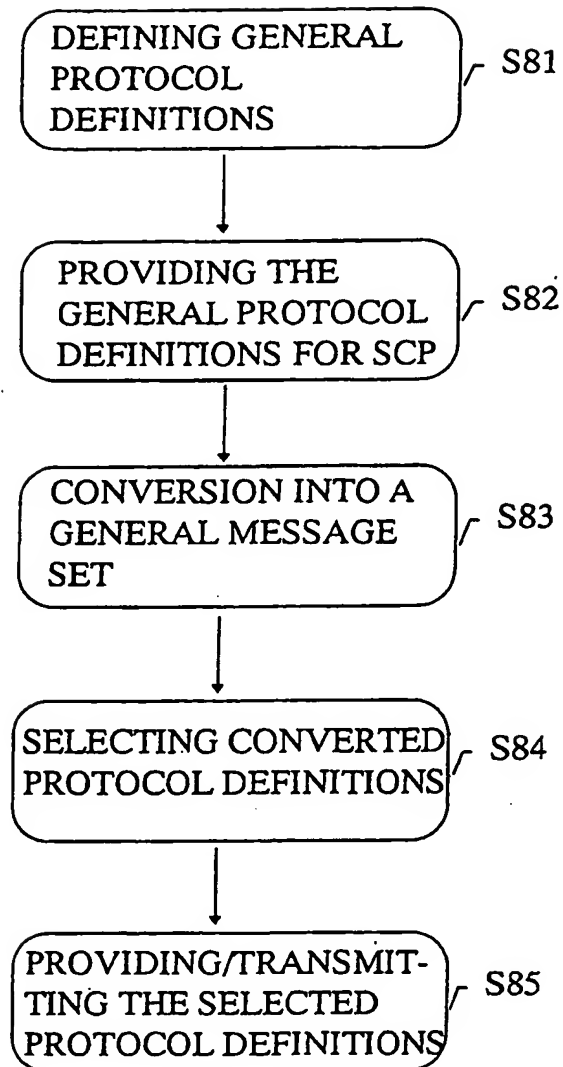 DEFINING GENERAL
PROTOCOL
DEFINITIONS
S81
PROVIDING THE
GENERAL PROTOCOL
DEFINITIONS FOR SCP
S82
CONVERSION INTO A
GENERAL MESSAGE
SET
S83
SELECTING CONVERTED
PROTOCOL DEFINITIONS
S84
PROVIDING/TRANSMIT-
TING THE SELECTED
PROTOCOL DEFINITIONS
S85